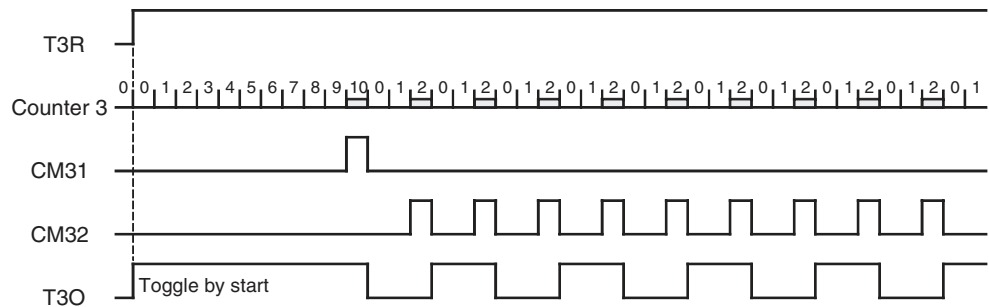 T3R
0 0 1 2 3 4 5 6 7 8 9 10 0 1 2 0 1 2 0 1 2 0 1 2 0 1 2 0 1 2 0 1 2 0 1 2 0 1 2 0 1
Counter 3
CM31
CM32
Toggle by start
T3O